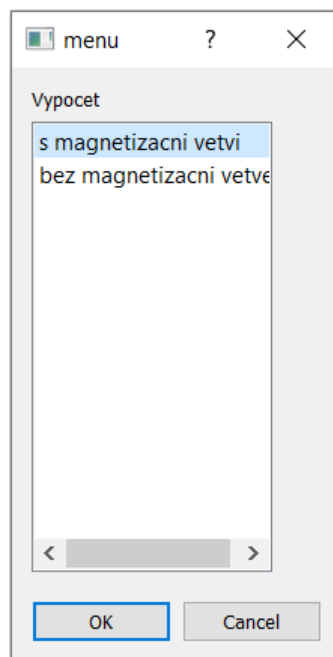 menu ?
Vypocet
s magnetizacni vetvi
bez magnetizacni vetve
OK Cancel